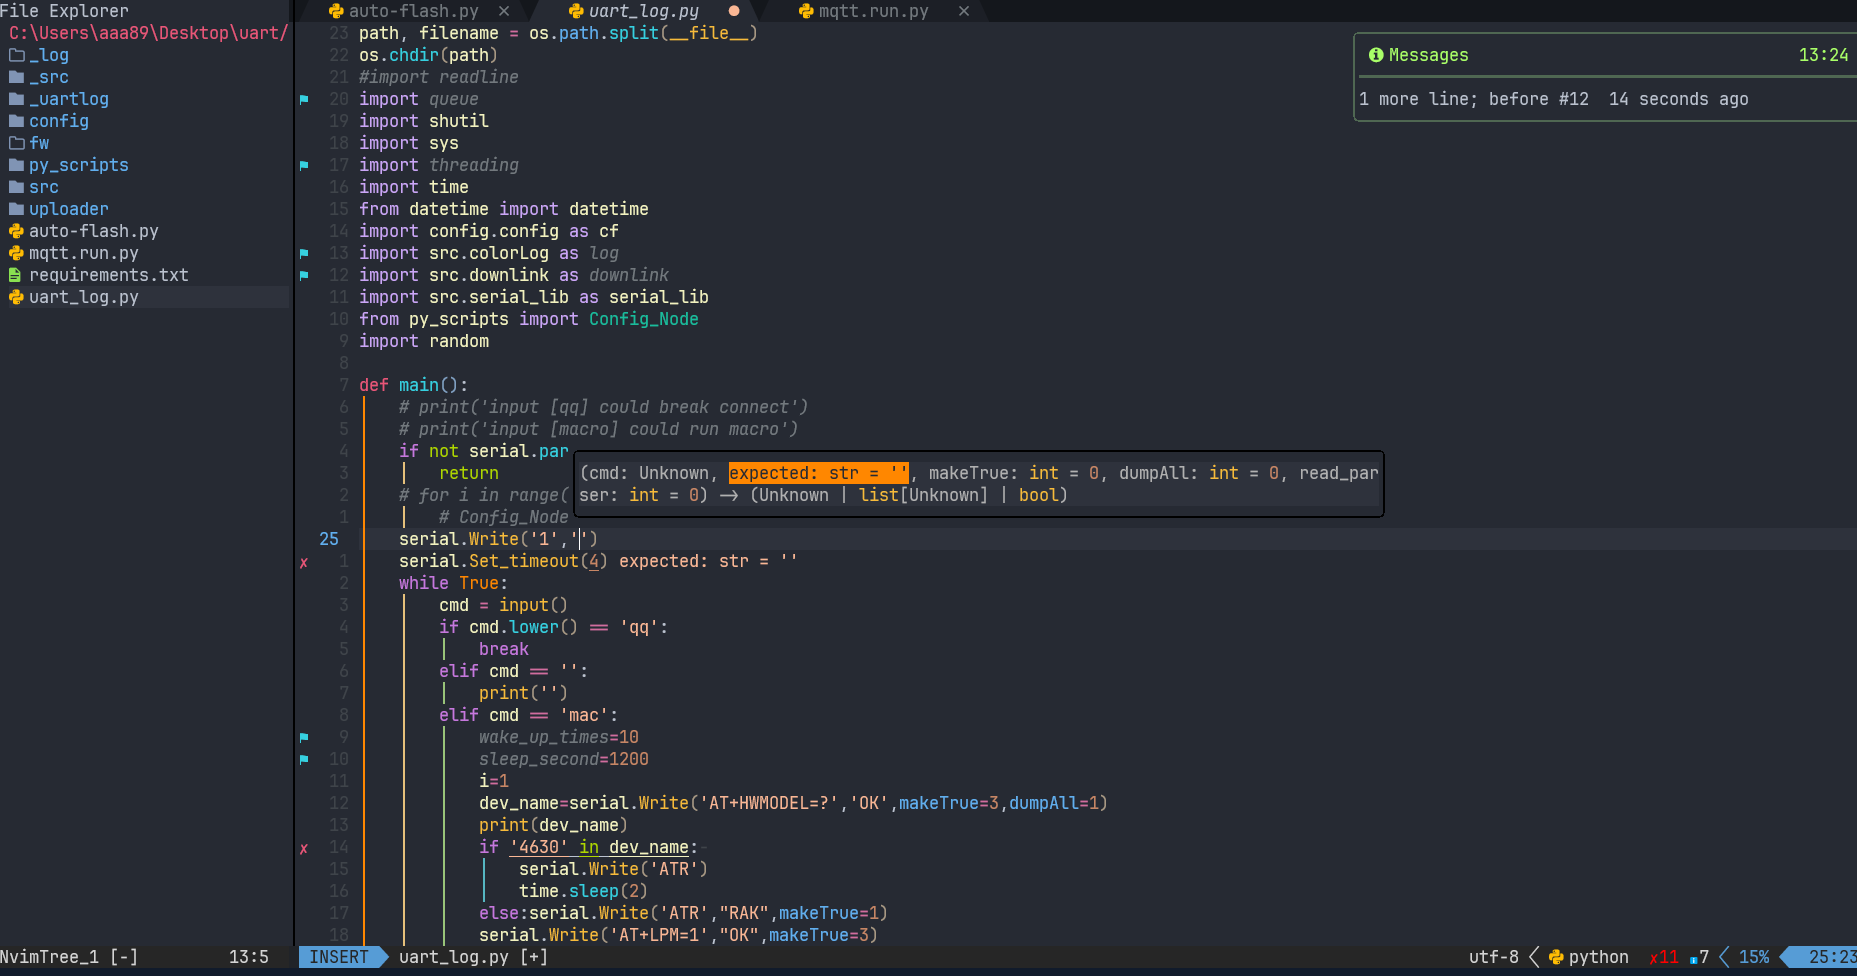 File Explorer
C:\Users\aaa89\Desktop\uart/
_log
_src
_uartlog
config
fw
py_scripts
src
uploader
auto-flash.py
mqtt.run.py
requirements.txt
uart_log.py
auto-flash.py ✕ uart_log.py ● mqtt.run.py ✕
23 path, filename = os.path.split(__file__)
22 os.chdir(path)
21 #import readline
20 import queue
19 import shutil
18 import sys
17 import threading
16 import time
15 from datetime import datetime
14 import config.config as cf
13 import src.colorLog as log
12 import src.downlink as downlink
11 import src.serial_lib as serial_lib
10 from py_scripts import Config_Node
9 import random
8
7 def main():
6 # print('input [qq] could break connect')
5 # print('input [macro] could run macro')
4 if not serial.par
3 return
2 # for i in range(
1 # Config_Node
25 serial.Write('1','')
✗ 1 serial.Set_timeout(4) expected: str = ''
2 while True:
3 cmd = input()
4 if cmd.lower() == 'qq':
5 break
6 elif cmd == '':
7 print('')
8 elif cmd == 'mac':
9 wake_up_times=10
10 sleep_second=1200
11 i=1
12 dev_name=serial.Write('AT+HWMODEL=?','OK',makeTrue=3,dumpAll=1)
13 print(dev_name)
✗ 14 if '4630' in dev_name:-
15 serial.Write('ATR')
16 time.sleep(2)
17 else:serial.Write('ATR',"RAK",makeTrue=1)
18 serial.Write('AT+LPM=1',"OK",makeTrue=3)
(cmd: Unknown, expected: str = '', makeTrue: int = 0, dumpAll: int = 0, read_par
ser: int = 0) -> (Unknown | list[Unknown] | bool)
Messages 13:24
1 more line; before #12 14 seconds ago
NvimTree_1 [-] 13:5 INSERT uart_log.py [+] utf-8 python ✗11 7 15% 25:23